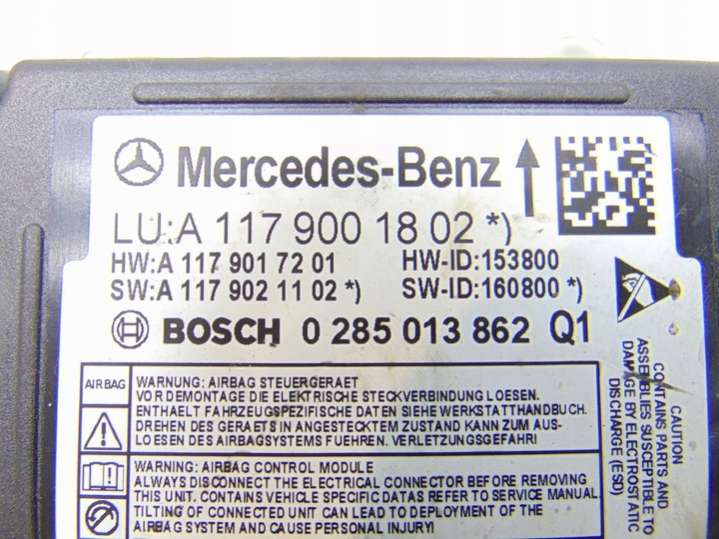 Mercedes-Benz
LU:A 117 900 18 02 *)
HW:A 117 901 72 01 HW-ID:153800
SW:A 117 902 11 02 *) SW-ID:160800 *)
BOSCH 0 285 013 862 Q1
AIRBAG
WARNUNG: AIRBAG STEUERGERAET
VOR DEMONTAGE DIE ELEKTRISCHE STECKVERBINDUNG LOESEN.
ENTHAELT FAHRZEUGSPEZIFISCHE DATEN SIEHE WERKSTATTHANDBUCH.
DREHEN DES GERAETS IN ANGESTECKTEM ZUSTAND KANN ZUM AUS-
LOESEN DES AIRBAGSYSTEMS FUEHREN. VERLETZUNGSGEFAHR!
WARNING: AIRBAG CONTROL MODULE
ALWAYS DISCONNECT THE ELECTRICAL CONNECTOR BEFORE REMOVING
THIS UNIT. CONTAINS VEHICLE SPECIFIC DATAS REFER TO SERVICE MANUAL.
TILTING OF CONNECTED UNIT CAN LEAD TO DEPLOYMENT OF THE
AIRBAG SYSTEM AND CAUSE PERSONAL INJURY!
CAUTION
CONTAINS PARTS AND
ASSEMBLIES SUSCEPTIBLE TO
DAMAGE BY ELECTROSTATIC
DISCHARGE (ESD)